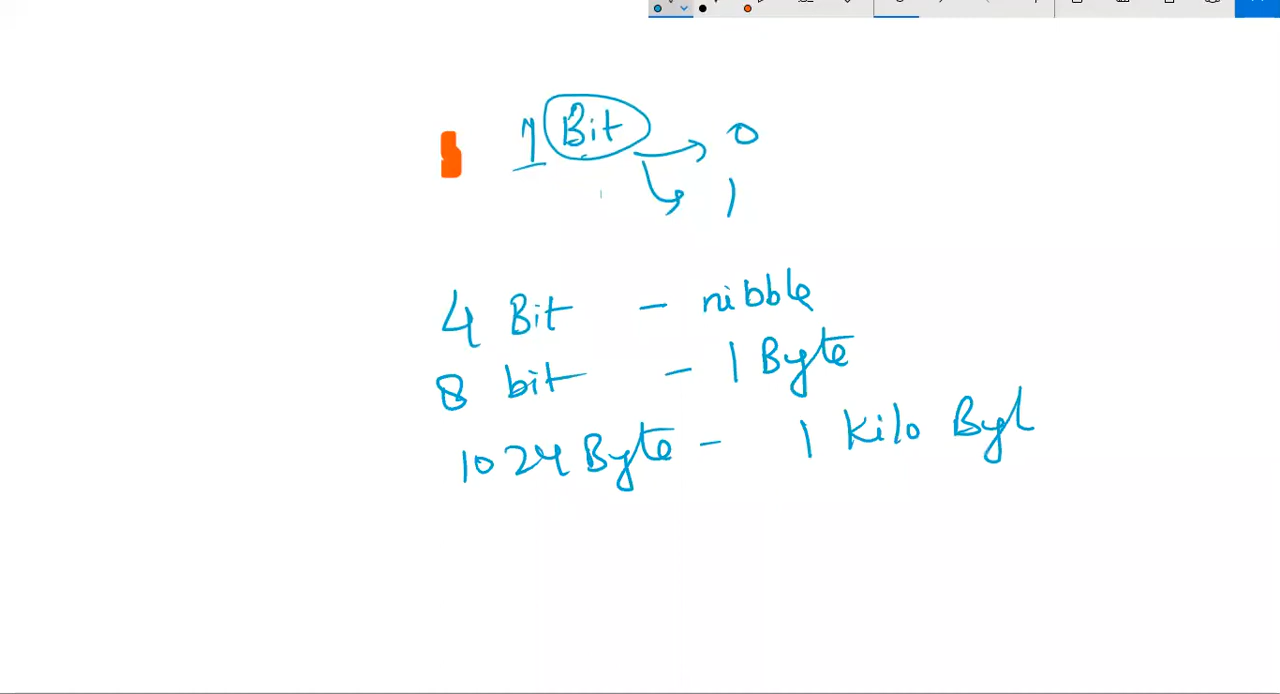 1 Bit 0
1
4 Bit - nibble
8 bit - 1 Byte
1024 Byte - 1 Kilo Byt